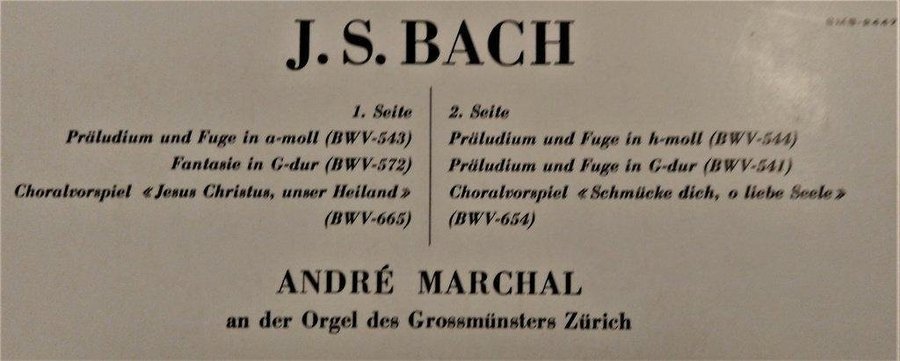 J. S. BACH
1. Seite
Präludium und Fuge in a-moll (BWV-543)
Fantasie in G-dur (BWV-572)
Choralvorspiel «Jesus Christus, unser Heiland»
(BWV-665)
2. Seite
Präludium und Fuge in h-moll (BWV-544)
Präludium und Fuge in G-dur (BWV-541)
Choralvorspiel «Schmücke dich, o liebe Seele»
(BWV-654)
ANDRÉ MARCHAL
an der Orgel des Grossmünsters Zürich